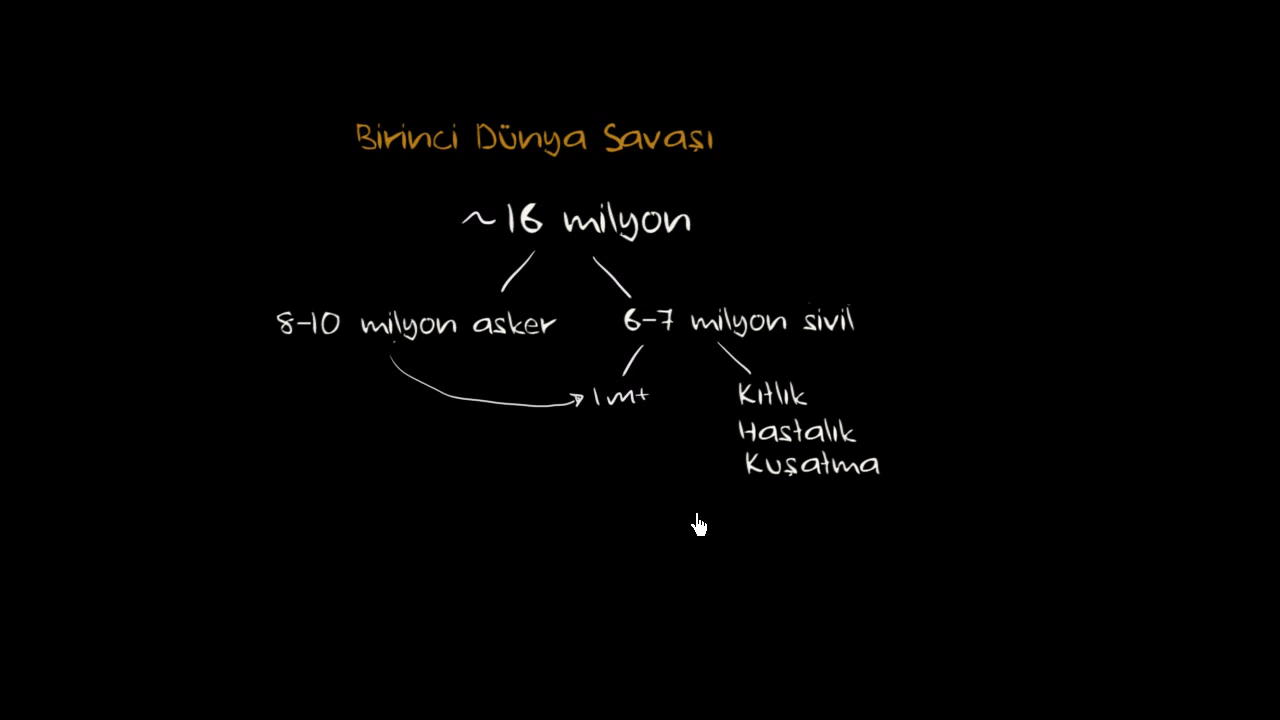 Birinci Dünya Savaşı
~16 milyon
8-10 milyon asker 6-7 milyon sivil
1m+ Kıtlık
Hastalık
Kuşatma